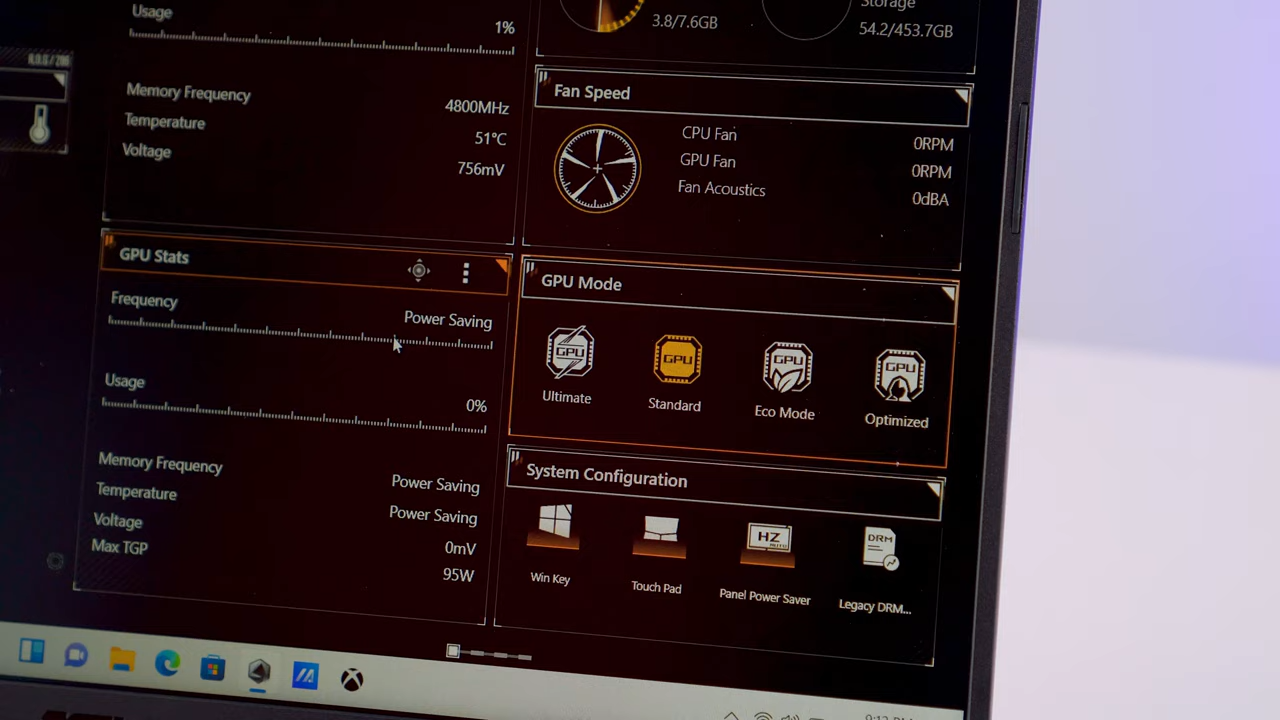 Usage
1%
Memory Frequency 4800MHz
Temperature 51°C
Voltage 756mV
3.8/7.6GB
Storage
54.2/453.7GB
Fan Speed
CPU Fan 0RPM
GPU Fan 0RPM
Fan Acoustics 0dBA
GPU Stats
Frequency Power Saving
Usage 0%
Memory Frequency Power Saving
Temperature Power Saving
Voltage 0mV
Max TGP 95W
GPU Mode
GPU GPU GPU GPU
Ultimate Standard Eco Mode Optimized
System Configuration
HZ DRM
AUTO
Win Key Touch Pad Panel Power Saver Legacy DRM...